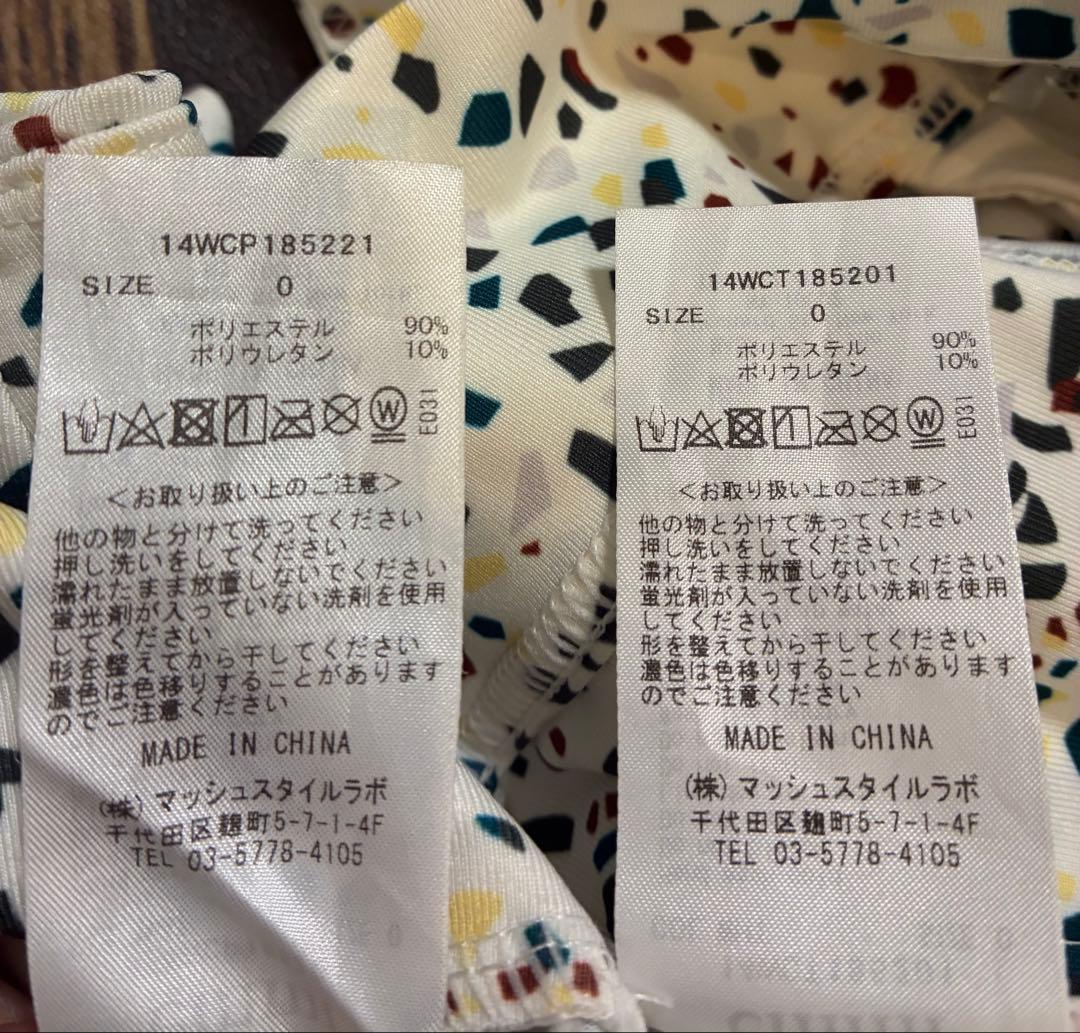 14WCP185221
SIZE 0
ポリエステル 90%
ポリウレタン 10%
W E031
<お取り扱い上のご注意>
他の物と分けて洗ってください
押し洗いをしてください
濡れたまま放置しないでください
蛍光剤が入っていない洗剤を使用
してください
形を整えてから干してください
濃色は色移りすることがあります
のでご注意ください
MADE IN CHINA
(株)マッシュスタイルラボ
千代田区麹町5-7-1-4F
TEL 03-5778-4105
14WCT185201
SIZE 0
ポリエステル 90%
ポリウレタン 10%
W E031
<お取り扱い上のご注意>
他の物と分けて洗ってください
押し洗いをしてください
濡れたまま放置しないでください
蛍光剤が入っていない洗剤を使用
してください
形を整えてから干してください
濃色は色移りすることがあります
のでご注意ください
MADE IN CHINA
(株)マッシュスタイルラボ
千代田区麹町5-7-1-4F
TEL 03-5778-4105